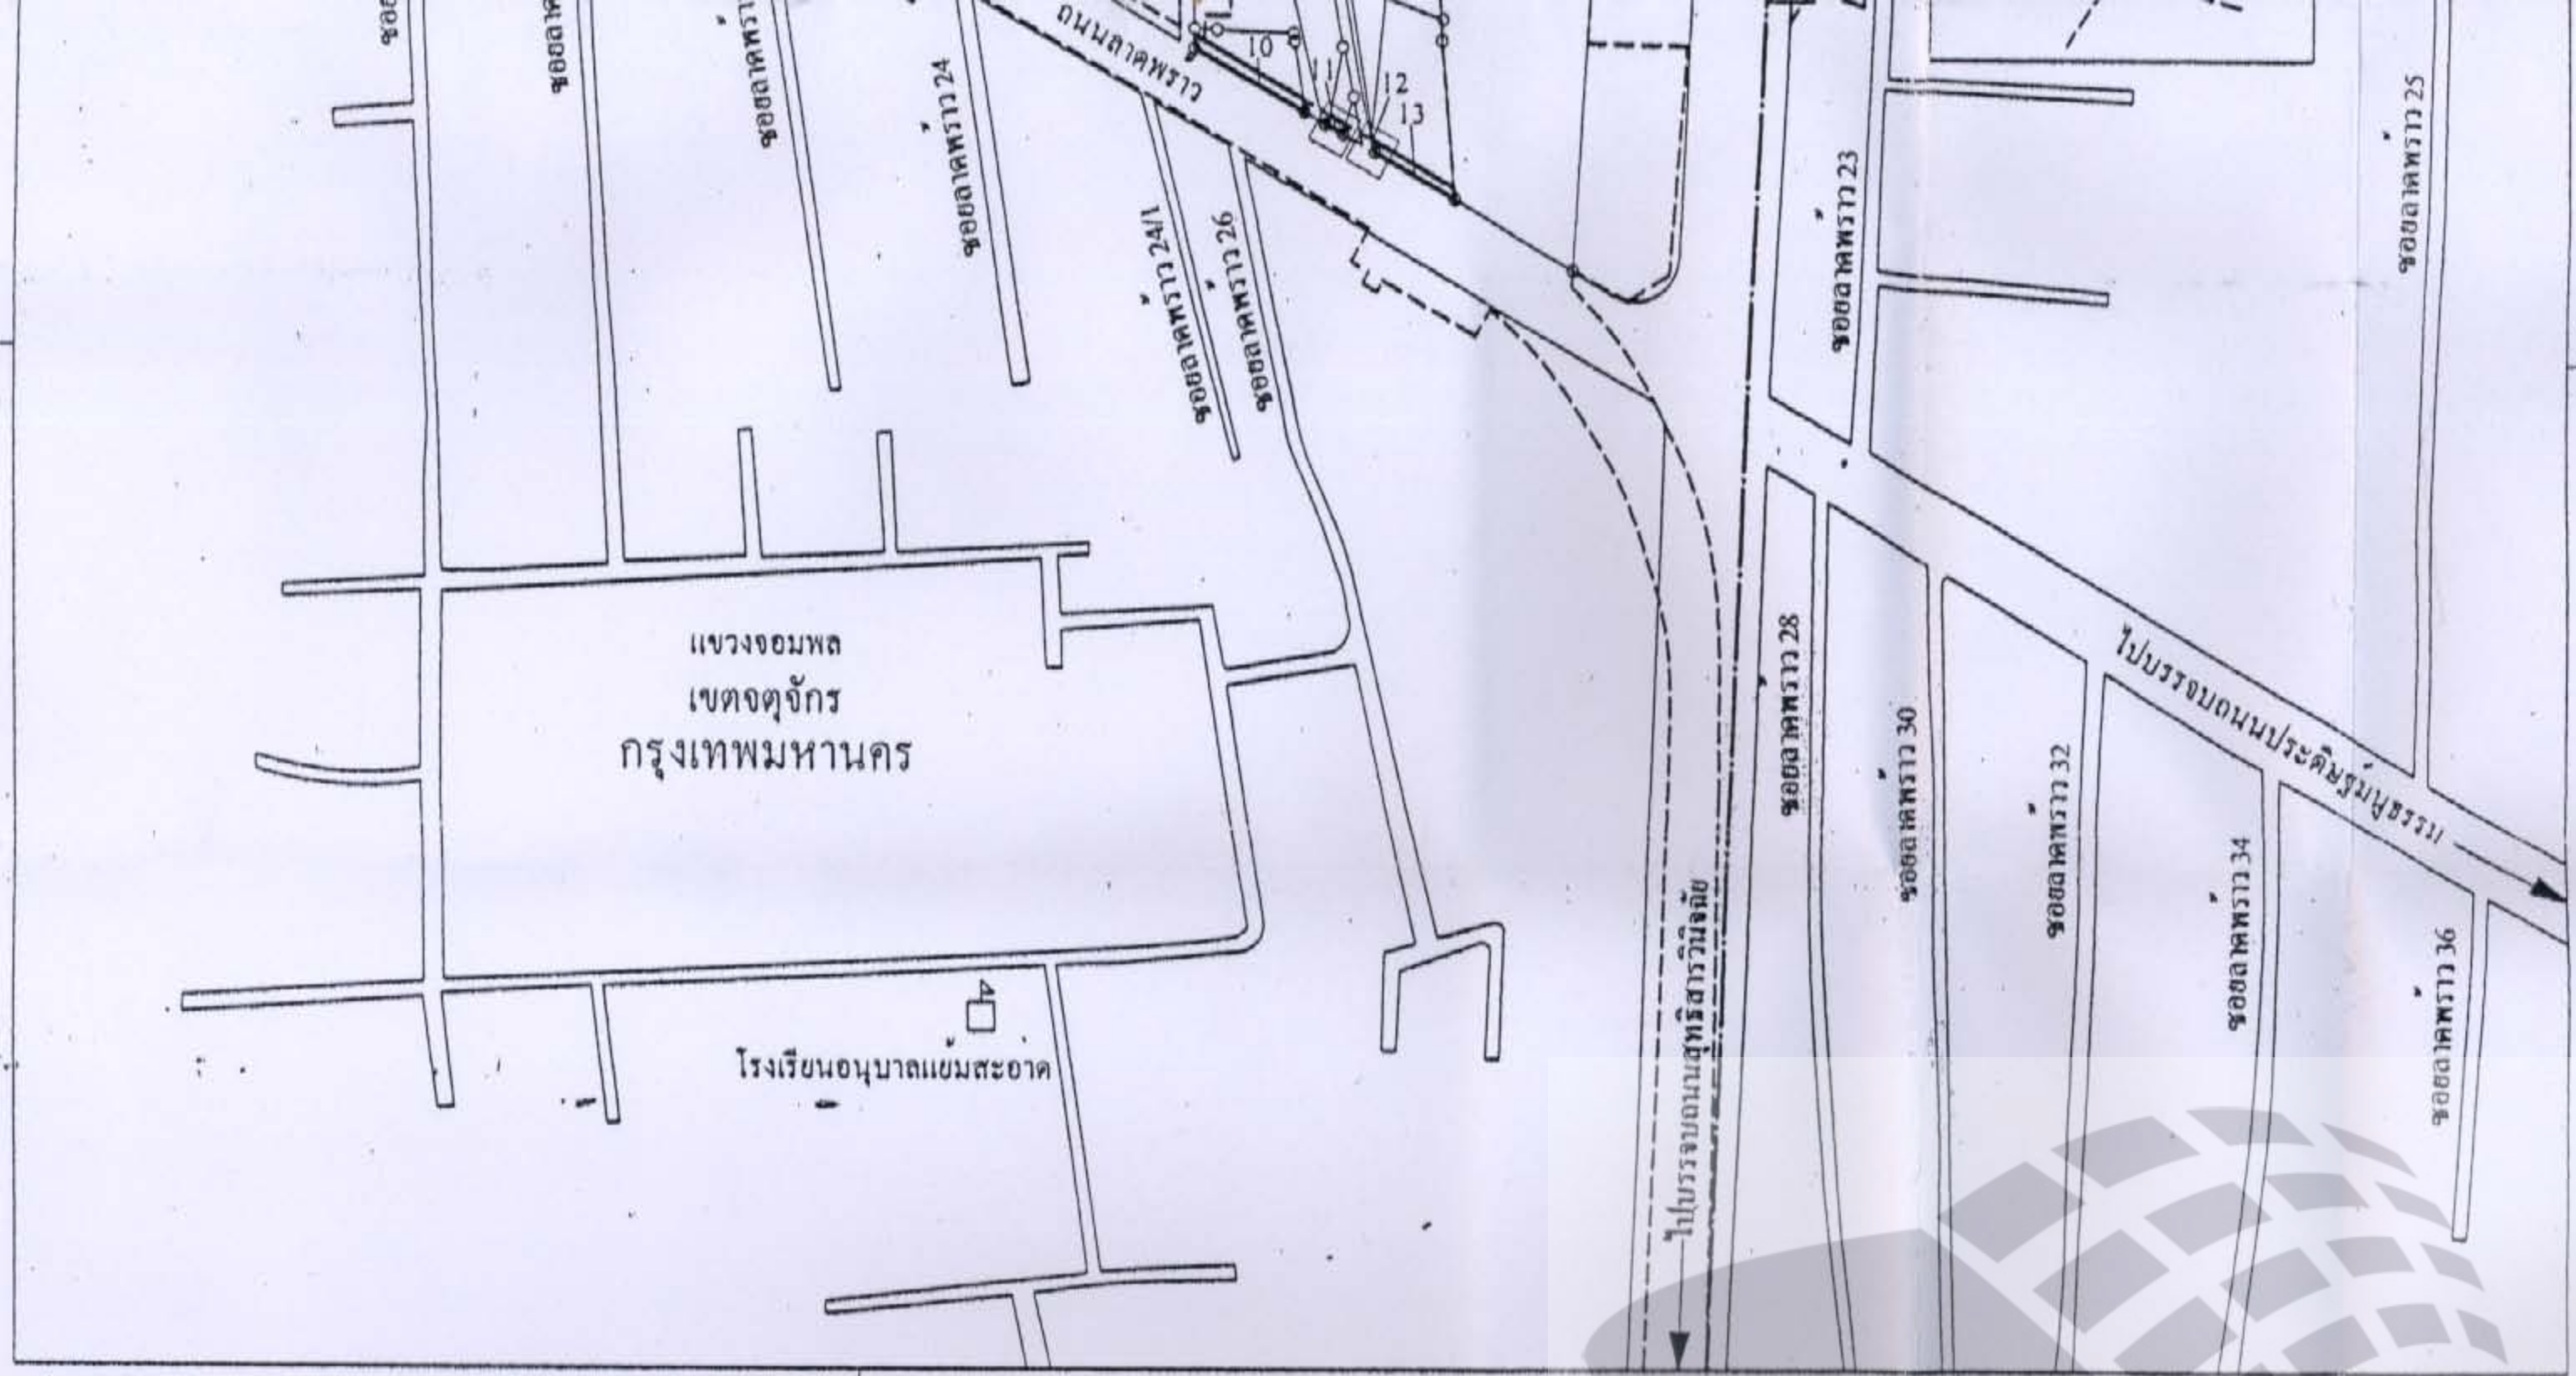 ถนนลาดพร้าว
10
11
12
13
ซอยลาดพร้าว 24
ซอยลาดพร้าว 24/1
ซอยลาดพร้าว 26
ซอยลาดพร้าว 23
ซอยลาดพร้าว 25
แขวงจอมพล
เขตจตุจักร
กรุงเทพมหานคร
ซอยลาดพร้าว 28
ซอยลาดพร้าว 30
ซอยลาดพร้าว 32
ซอยลาดพร้าว 34
ซอยลาดพร้าว 36
ไปบรรจบถนนประดิษฐ์มนูธรรม
ไปบรรจบถนนสุทธิสารวินิจฉัย
โรงเรียนอนุบาลแย้มสะอาด